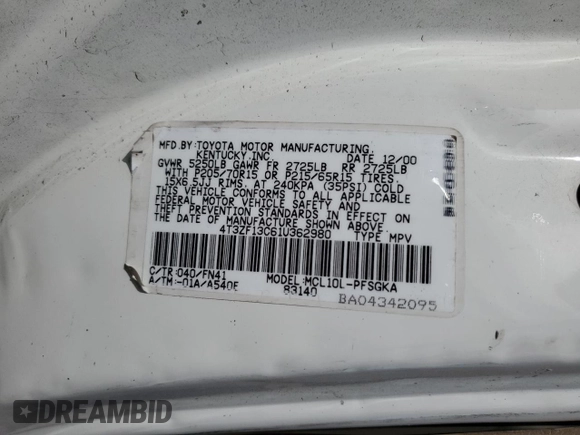 MFD.BY:TOYOTA MOTOR MANUFACTURING,
KENTUCKY,INC. DATE 12/00
GVWR 5250LB GAWR FR 2725LB RR 2725LB
WITH P205/70R15 OR P215/65R15 TIRES
15X6.5JJ RIMS, AT 240KPA (35PSI) COLD
THIS VEHICLE CONFORMS TO ALL APPLICABLE
FEDERAL MOTOR VEHICLE SAFETY AND
THEFT PREVENTION STANDARDS IN EFFECT ON
THE DATE OF MANUFACTURE SHOWN ABOVE.
4T3ZF13C61U362980 TYPE MPV
C/TR:040/FN41 MODEL:MCL10L-PFSGKA
A/TM:-01A/A540E 83140
BA04342095
DREAMBID